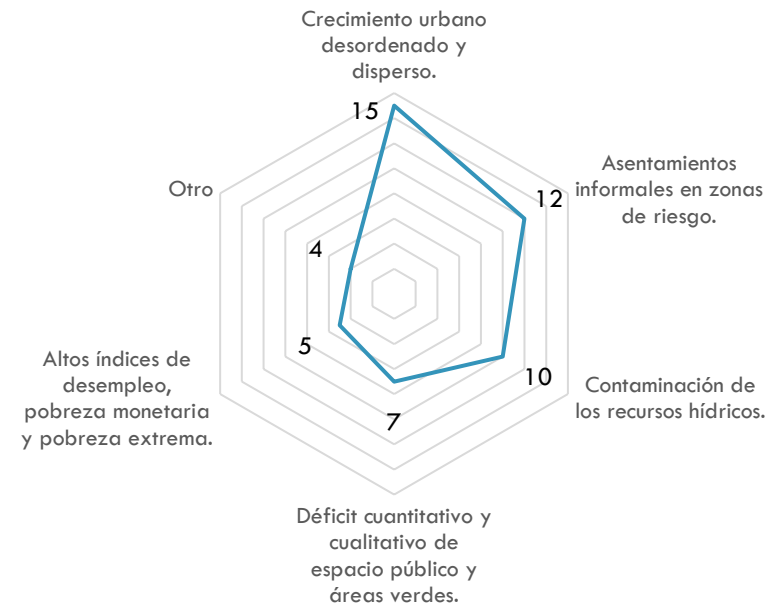 Crecimiento urbano
desordenado y
disperso.
15
Asentamientos
informales en zonas
de riesgo.
12
Otro
4
5
10
Altos índices de
desempleo,
pobreza monetaria
y pobreza extrema.
Contaminación de
los recursos hídricos.
7
Déficit cuantitativo y
cualitativo de
espacio público y
áreas verdes.